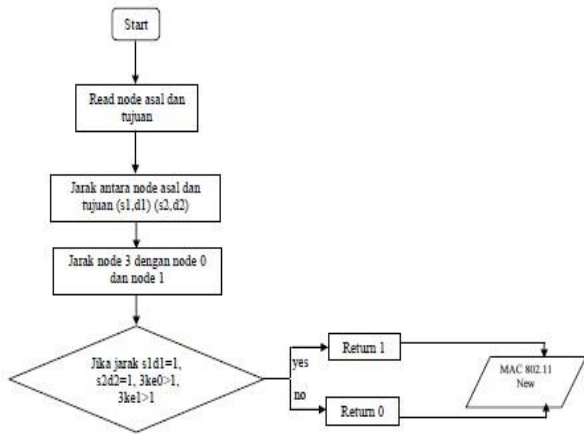 Start
Read node asal dan
tujuan
Jarak antara node asal dan
tujuan (s1,d1) (s2,d2)
Jarak node 3 dengan node 0
dan node 1
Jika jarak s1d1=1,
s2d2=1, 3ke0>1,
3ke1>1
yes
no
Return 1
Return 0
MAC 802.11
New